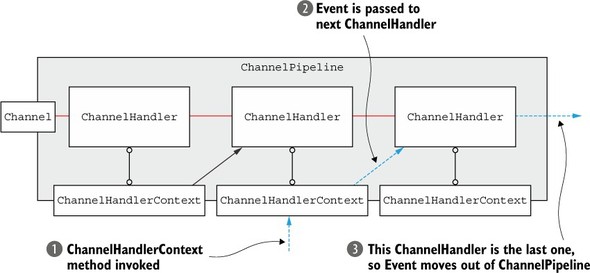 2 Event is passed to
next ChannelHandler
ChannelPipeline
Channel
ChannelHandler
ChannelHandler
ChannelHandler
ChannelHandlerContext
ChannelHandlerContext
ChannelHandlerContext
1 ChannelHandlerContext
method invoked
3 This ChannelHandler is the last one,
so Event moves out of ChannelPipeline